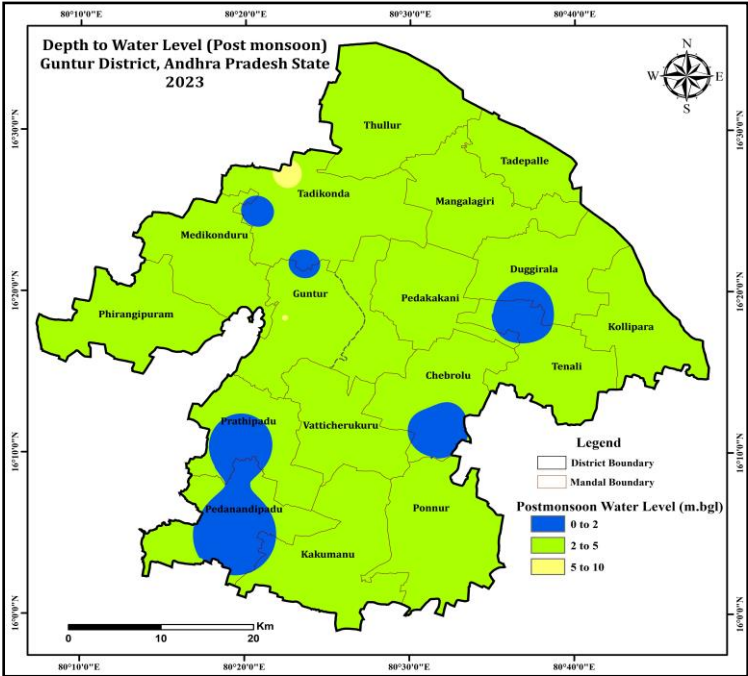 80°10'0"E 80°20'0"E 80°30'0"E 80°40'0"E
Depth to Water Level (Post monsoon)
Guntur District, Andhra Pradesh State
2023
N
W E
S
16°30'0"N 16°30'0"N
Thullur
Tadepalle
Tadikonda
Mangalagiri
Medikonduru
Duggirala
16°20'0"N 16°20'0"N
Guntur
Pedakakani
Phirangipuram
Kollipara
Tenali
Chebrolu
Prathipadu
Vatticherukuru
16°10'0"N 16°10'0"N
Pedanandipadu
Ponnur
Kakumanu
Legend
District Boundary
Mandal Boundary
Postmonsoon Water Level (m.bgl)
0 to 2
2 to 5
5 to 10
16°0'0"N 16°0'0"N
Km
0 10 20
80°10'0"E 80°20'0"E 80°30'0"E 80°40'0"E